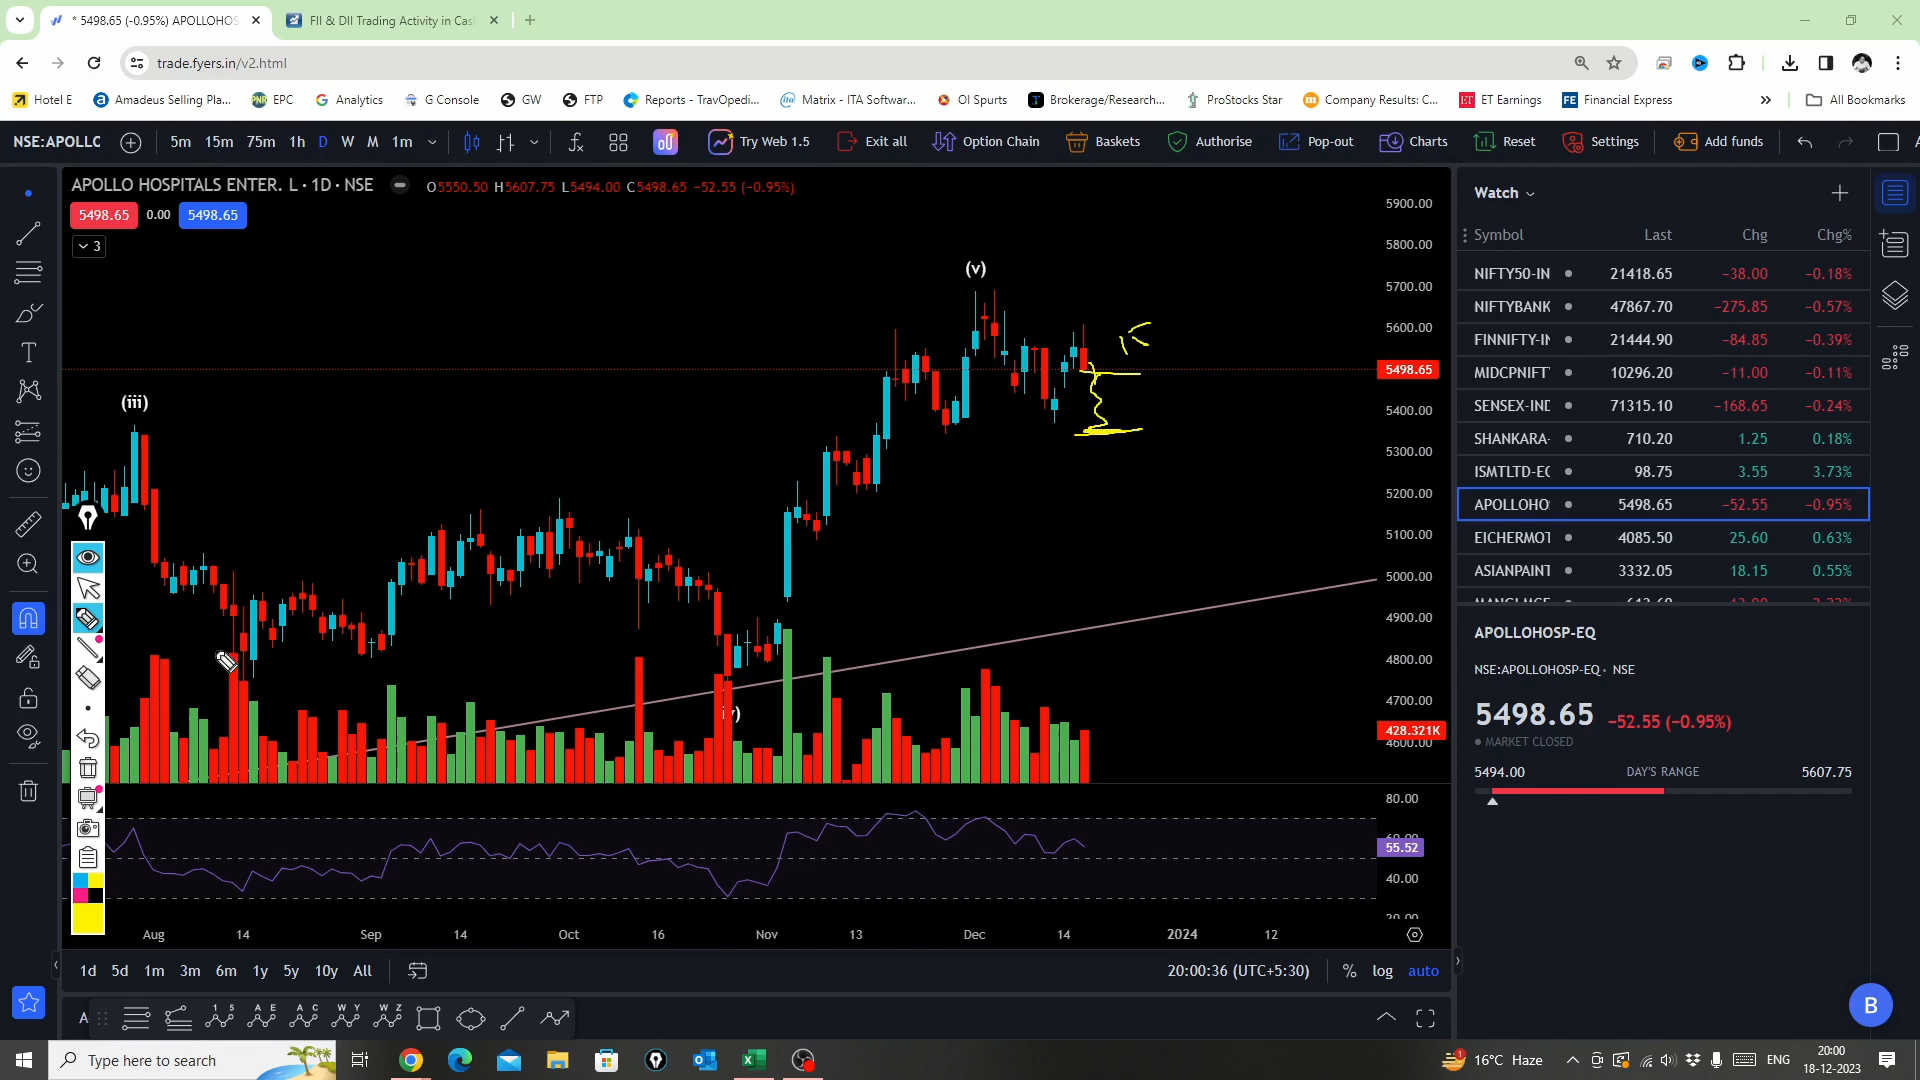 * 5498.65 (-0.95%) APOLLOHOS
FII & DII Trading Activity in Cas
trade.fyers.in/v2.html
Hotel E
Amadeus Selling Pla...
PNR EPC
Analytics
G Console
GW
FTP
Reports - TravOpedi...
Matrix - ITA Softwar...
OI Spurts
Brokerage/Research...
ProStocks Star
Company Results: C...
ET ET Earnings
FE Financial Express
All Bookmarks
NSE:APOLLC
5m 15m 75m 1h D W M 1m
Try Web 1.5
Exit all
Option Chain
Baskets
Authorise
Pop-out
Charts
Reset
Settings
Add funds
APOLLO HOSPITALS ENTER. L · 1D · NSE
O5550.50 H5607.75 L5494.00 C5498.65 −52.55 (−0.95%)
5498.65 0.00 5498.65
3
(iii)
(v)
5900.00
5800.00
5700.00
5600.00
5498.65
5400.00
5300.00
5200.00
5100.00
5000.00
4900.00
4800.00
4700.00
428.321K
4600.00
80.00
60.00
55.52
40.00
20.00
Aug 14 Sep 14 Oct 16 Nov 13 Dec 14 2024 12
1d 5d 1m 3m 6m 1y 5y 10y All
20:00:36 (UTC+5:30)
% log auto
1 5
A E
A C
W Y
W Z
Watch
Symbol Last Chg Chg%
NIFTY50-IN 21418.65 −38.00 −0.18%
NIFTYBANK 47867.70 −275.85 −0.57%
FINNIFTY-IN 21444.90 −84.85 −0.39%
MIDCPNIFT 10296.20 −11.00 −0.11%
SENSEX-IND 71315.10 −168.65 −0.24%
SHANKARA- 710.20 1.25 0.18%
ISMTLTD-EQ 98.75 3.55 3.73%
APOLLOHO 5498.65 −52.55 −0.95%
EICHERMOT 4085.50 25.60 0.63%
ASIANPAINT 3332.05 18.15 0.55%
APOLLOHOSP-EQ
NSE:APOLLOHOSP-EQ · NSE
5498.65 −52.55 (−0.95%)
MARKET CLOSED
5494.00 DAY'S RANGE 5607.75
B
Type here to search
16°C Haze
ENG
20:00
18-12-2023